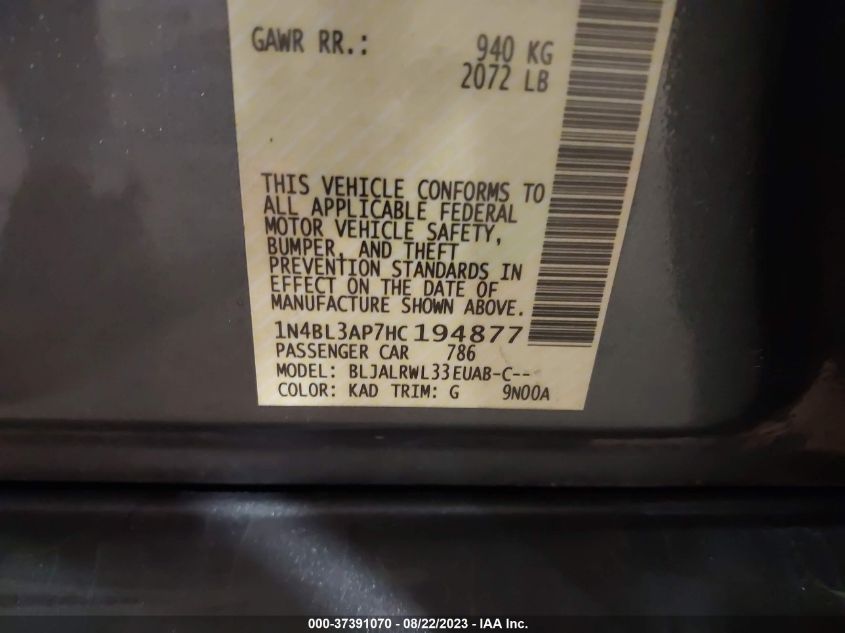 GAWR RR.: 940 KG
2072 LB
THIS VEHICLE CONFORMS TO
ALL APPLICABLE FEDERAL
MOTOR VEHICLE SAFETY,
BUMPER, AND THEFT
PREVENTION STANDARDS IN
EFFECT ON THE DATE OF
MANUFACTURE SHOWN ABOVE.
1N4BL3AP7HC194877
PASSENGER CAR 786
MODEL: BLJALRWL33EUAB-C--
COLOR: KAD TRIM: G 9N00A
000-37391070 - 08/22/2023 - IEA Inc.